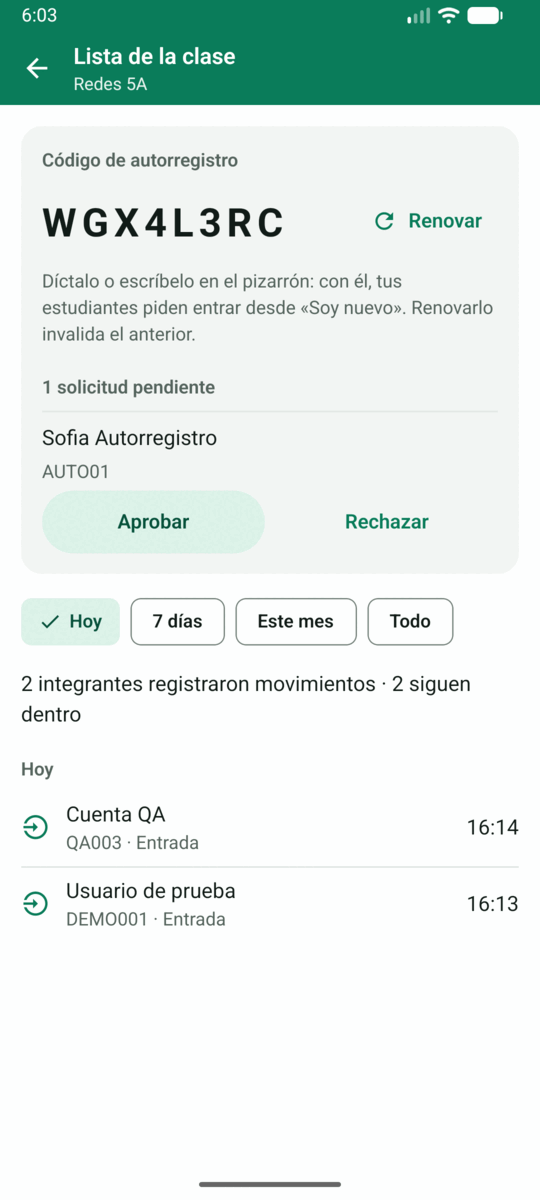 6:03
Lista de la clase
Redes 5A
Código de autorregistro
WGX4L3RC
Renovar
Díctalo o escríbelo en el pizarrón: con él, tus
estudiantes piden entrar desde «Soy nuevo». Renovarlo
invalida el anterior.
1 solicitud pendiente
Sofia Autorregistro
AUTO01
Aprobar
Rechazar
Hoy
7 días
Este mes
Todo
2 integrantes registraron movimientos · 2 siguen
dentro
Hoy
Cuenta QA
16:14
QA003 · Entrada
Usuario de prueba
16:13
DEMO001 · Entrada